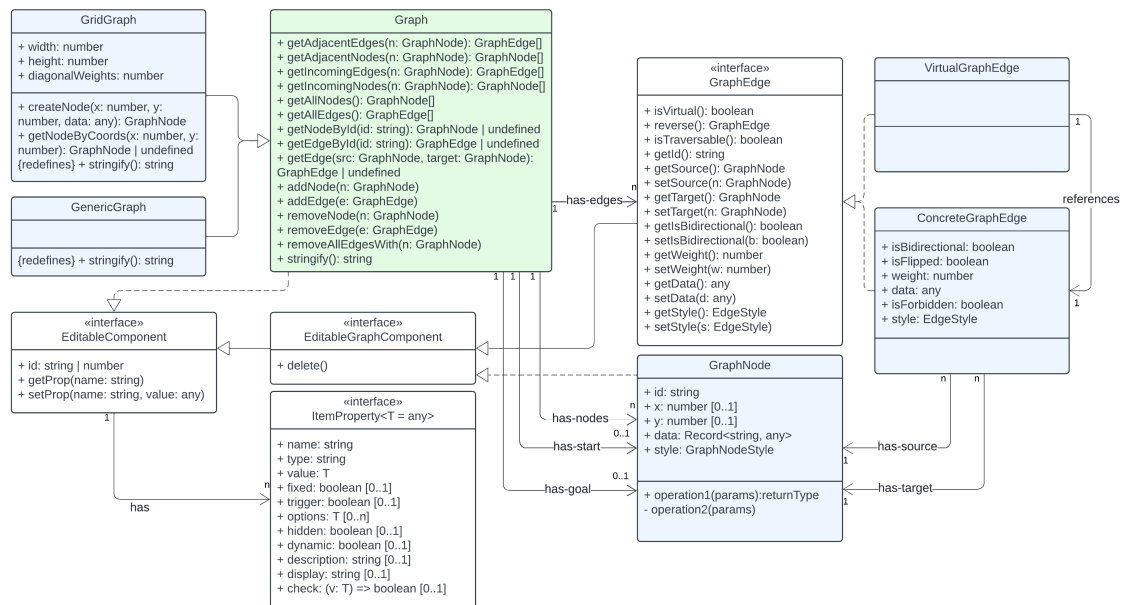 GridGraph
+ width: number
+ height: number
+ diagonalWeights: number
+ createNode(x: number, y:
number, data: any): GraphNode
+ getNodeByCoords(x: number, y:
number): GraphNode | undefined
{redefines} + stringify(): string
GenericGraph
{redefines} + stringify(): string
Graph
+ getAdjacentEdges(n: GraphNode): GraphEdge[]
+ getAdjacentNodes(n: GraphNode): GraphNode[]
+ getIncomingEdges(n: GraphNode): GraphEdge[]
+ getIncomingNodes(n: GraphNode): GraphNode[]
+ getAllNodes(): GraphNode[]
+ getAllEdges(): GraphEdge[]
+ getNodeById(id: string): GraphNode | undefined
+ getEdgeById(id: string): GraphEdge | undefined
+ getEdge(src: GraphNode, target: GraphNode):
GraphEdge | undefined
+ addNode(n: GraphNode)
+ addEdge(e: GraphEdge)
+ removeNode(n: GraphNode)
+ removeEdge(e: GraphEdge)
+ removeAllEdgesWith(n: GraphNode)
+ stringify(): string
1
has-edges
n
«interface»
GraphEdge
+ isVirtual(): boolean
+ reverse(): GraphEdge
+ isTraversable(): boolean
+ getId(): string
+ getSource(): GraphNode
+ setSource(n: GraphNode)
+ getTarget(): GraphNode
+ setTarget(n: GraphNode)
+ getIsBidirectional(): boolean
+ setIsBidirectional(b: boolean)
+ getWeight(): number
+ setWeight(w: number)
+ getData(): any
+ setData(d: any)
+ getStyle(): EdgeStyle
+ setStyle(s: EdgeStyle)
VirtualGraphEdge
1
references
1
ConcreteGraphEdge
+ isBidirectional: boolean
+ isFlipped: boolean
+ weight: number
+ data: any
+ isForbidden: boolean
+ style: EdgeStyle
n
n
1
1
1
«interface»
EditableComponent
+ id: string | number
+ getProp(name: string)
+ setProp(name: string, value: any)
1
has
n
«interface»
EditableGraphComponent
+ delete()
«interface»
ItemProperty<T = any>
+ name: string
+ type: string
+ value: T
+ fixed: boolean [0..1]
+ trigger: boolean [0..1]
+ options: T [0..n]
+ hidden: boolean [0..1]
+ dynamic: boolean [0..1]
+ description: string [0..1]
+ display: string [0..1]
+ check: (v: T) => boolean [0..1]
n
has-nodes
0..1
has-start
0..1
has-goal
GraphNode
+ id: string
+ x: number [0..1]
+ y: number [0..1]
+ data: Record<string, any>
+ style: GraphNodeStyle
+ operation1(params):returnType
- operation2(params)
has-source
1
has-target
1